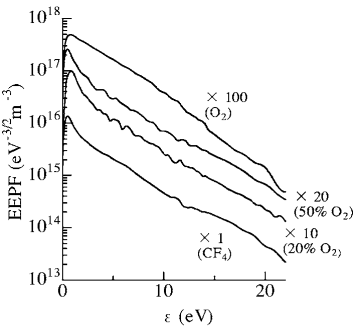 10^18
10^17
10^16
10^15
10^14
10^13
EEPF (eV^-3/2 m^-3)
× 100
(O₂)
× 20
(50% O₂)
× 10
(20% O₂)
× 1
(CF₄)
0 10 20
ε (eV)